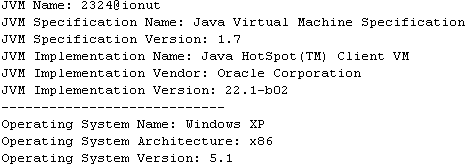 JVM Name: 2324@ionut
JVM Specification Name: Java Virtual Machine Specification
JVM Specification Version: 1.7
JVM Implementation Name: Java HotSpot(TM) Client VM
JVM Implementation Vendor: Oracle Corporation
JVM Implementation Version: 22.1-b02
----------------------------
Operating System Name: Windows XP
Operating System Architecture: x86
Operating System Version: 5.1